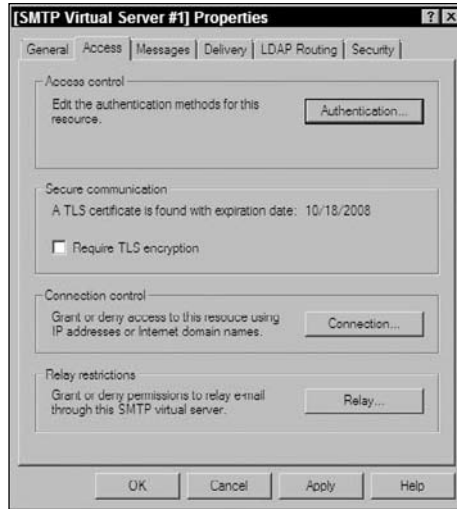 [SMTP Virtual Server #1] Properties
? X
General Access Messages Delivery LDAP Routing Security
Access control
Edit the authentication methods for this
resource.
Authentication...
Secure communication
A TLS certificate is found with expiration date: 10/18/2008
Require TLS encryption
Connection control
Grant or deny access to this resouce using
IP addresses or Internet domain names.
Connection...
Relay restrictions
Grant or deny permissions to relay e-mail
through this SMTP virtual server.
Relay...
OK Cancel Apply Help